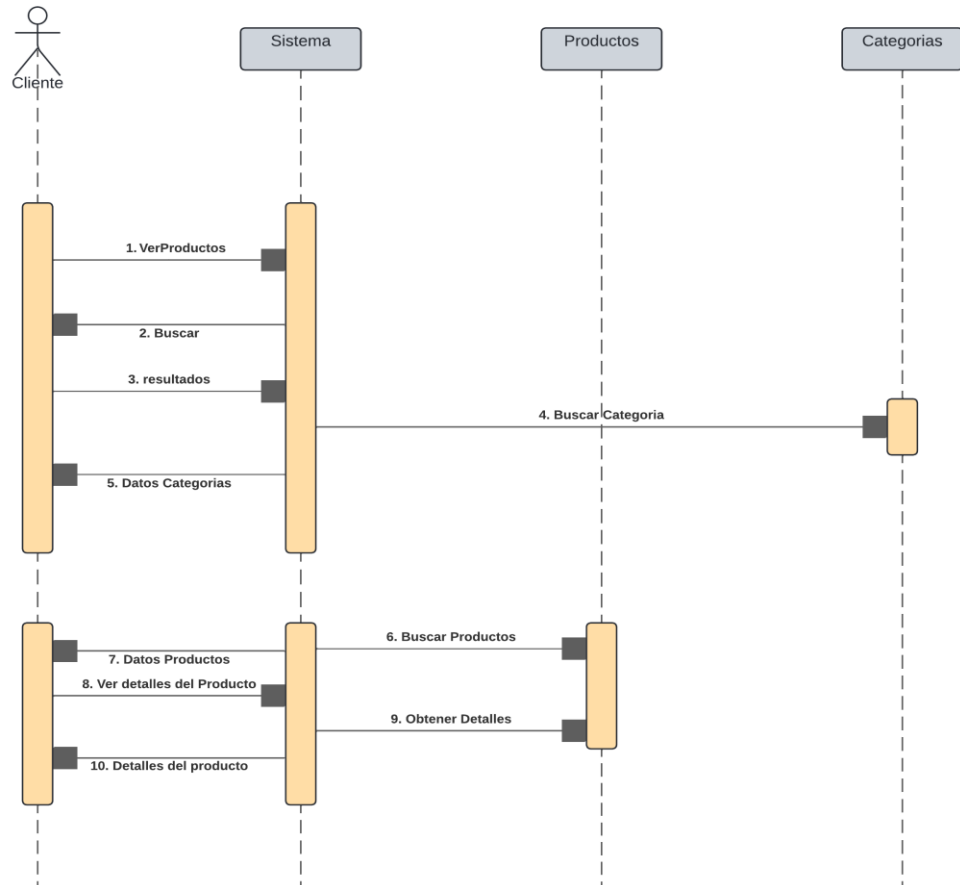 Cliente
Sistema
Productos
Categorias
1. VerProductos
2. Buscar
3. resultados
4. Buscar Categoria
5. Datos Categorias
6. Buscar Productos
7. Datos Productos
8. Ver detalles del Producto
9. Obtener Detalles
10. Detalles del producto